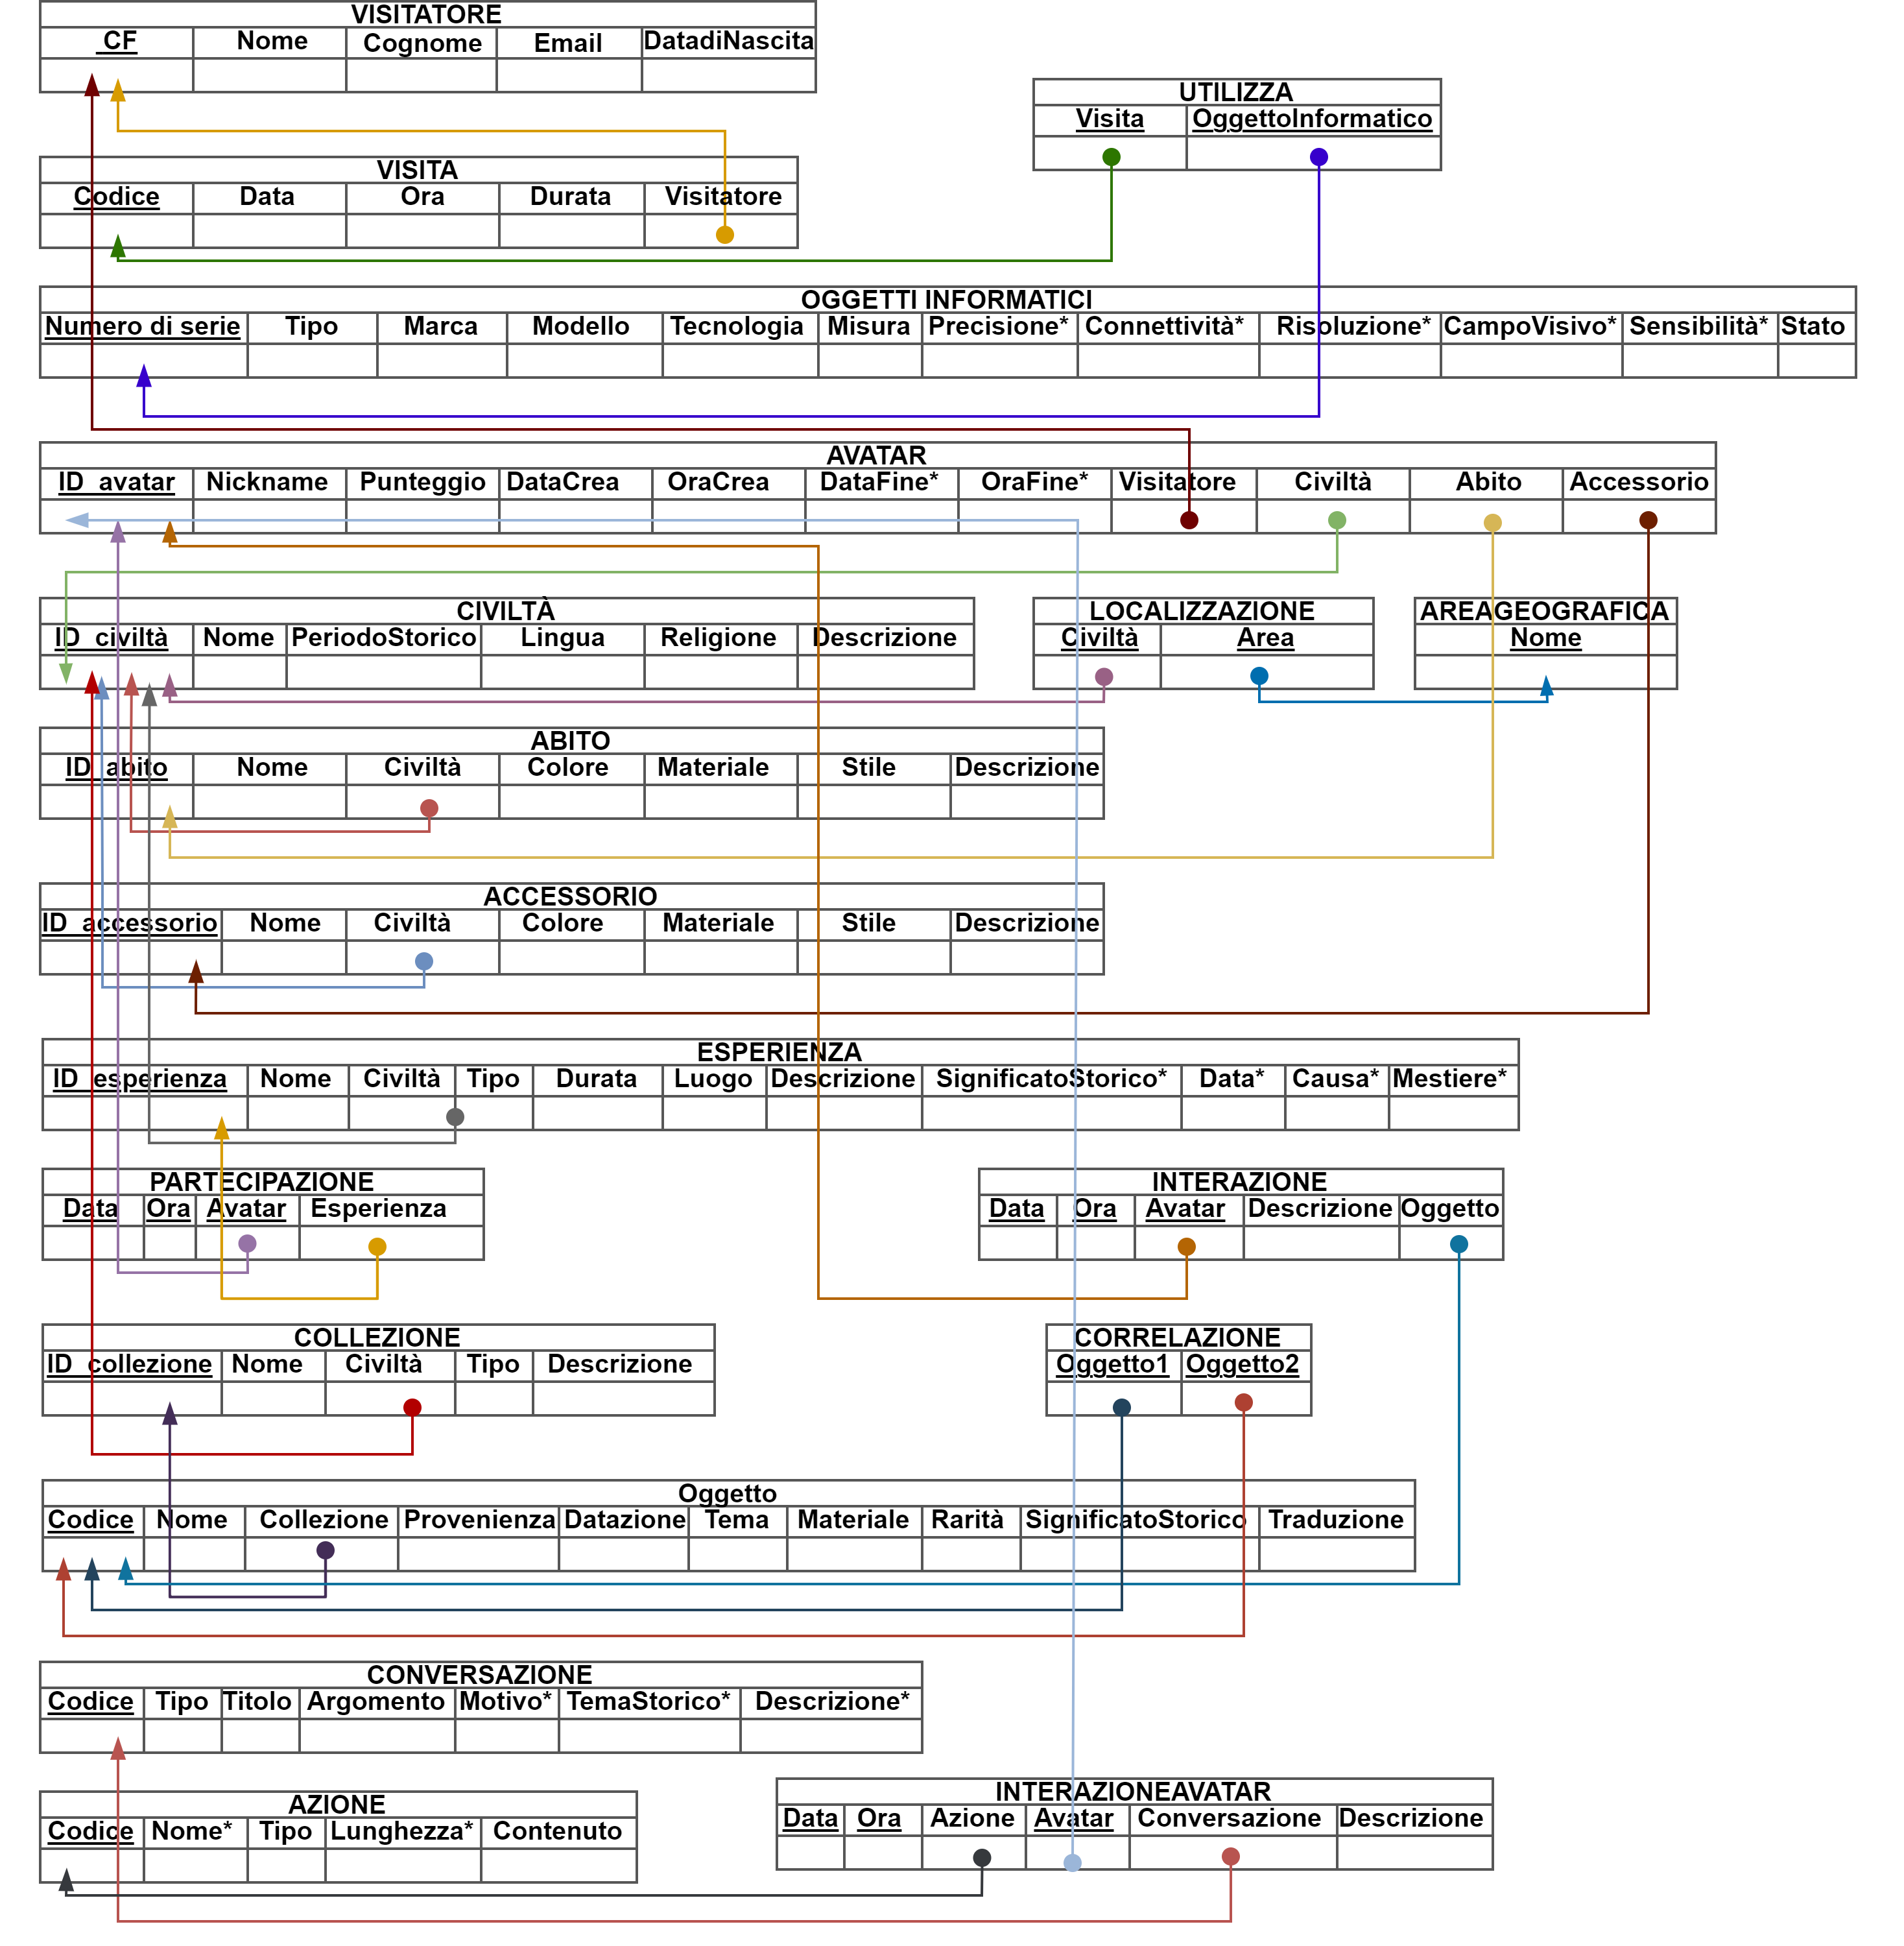 VISITATORE
CF Nome Cognome Email DatadiNascita
UTILIZZA
Visita OggettoInformatico
VISITA
Codice Data Ora Durata Visitatore
OGGETTI INFORMATICI
Numero di serie Tipo Marca Modello Tecnologia Misura Precisione* Connettività* Risoluzione* CampoVisivo* Sensibilità* Stato
AVATAR
ID_avatar Nickname Punteggio DataCrea OraCrea DataFine* OraFine* Visitatore Civiltà Abito Accessorio
CIVILTÀ
ID_civiltà Nome PeriodoStorico Lingua Religione Descrizione
LOCALIZZAZIONE
Civiltà Area
AREAGEOGRAFICA
Nome
ABITO
ID_abito Nome Civiltà Colore Materiale Stile Descrizione
ACCESSORIO
ID_accessorio Nome Civiltà Colore Materiale Stile Descrizione
ESPERIENZA
ID_esperienza Nome Civiltà Tipo Durata Luogo Descrizione SignificatoStorico* Data* Causa* Mestiere*
PARTECIPAZIONE
Data Ora Avatar Esperienza
INTERAZIONE
Data Ora Avatar Descrizione Oggetto
COLLEZIONE
ID_collezione Nome Civiltà Tipo Descrizione
CORRELAZIONE
Oggetto1 Oggetto2
Oggetto
Codice Nome Collezione Provenienza Datazione Tema Materiale Rarità SignificatoStorico Traduzione
CONVERSAZIONE
Codice Tipo Titolo Argomento Motivo* TemaStorico* Descrizione*
AZIONE
Codice Nome* Tipo Lunghezza* Contenuto
INTERAZIONEAVATAR
Data Ora Azione Avatar Conversazione Descrizione